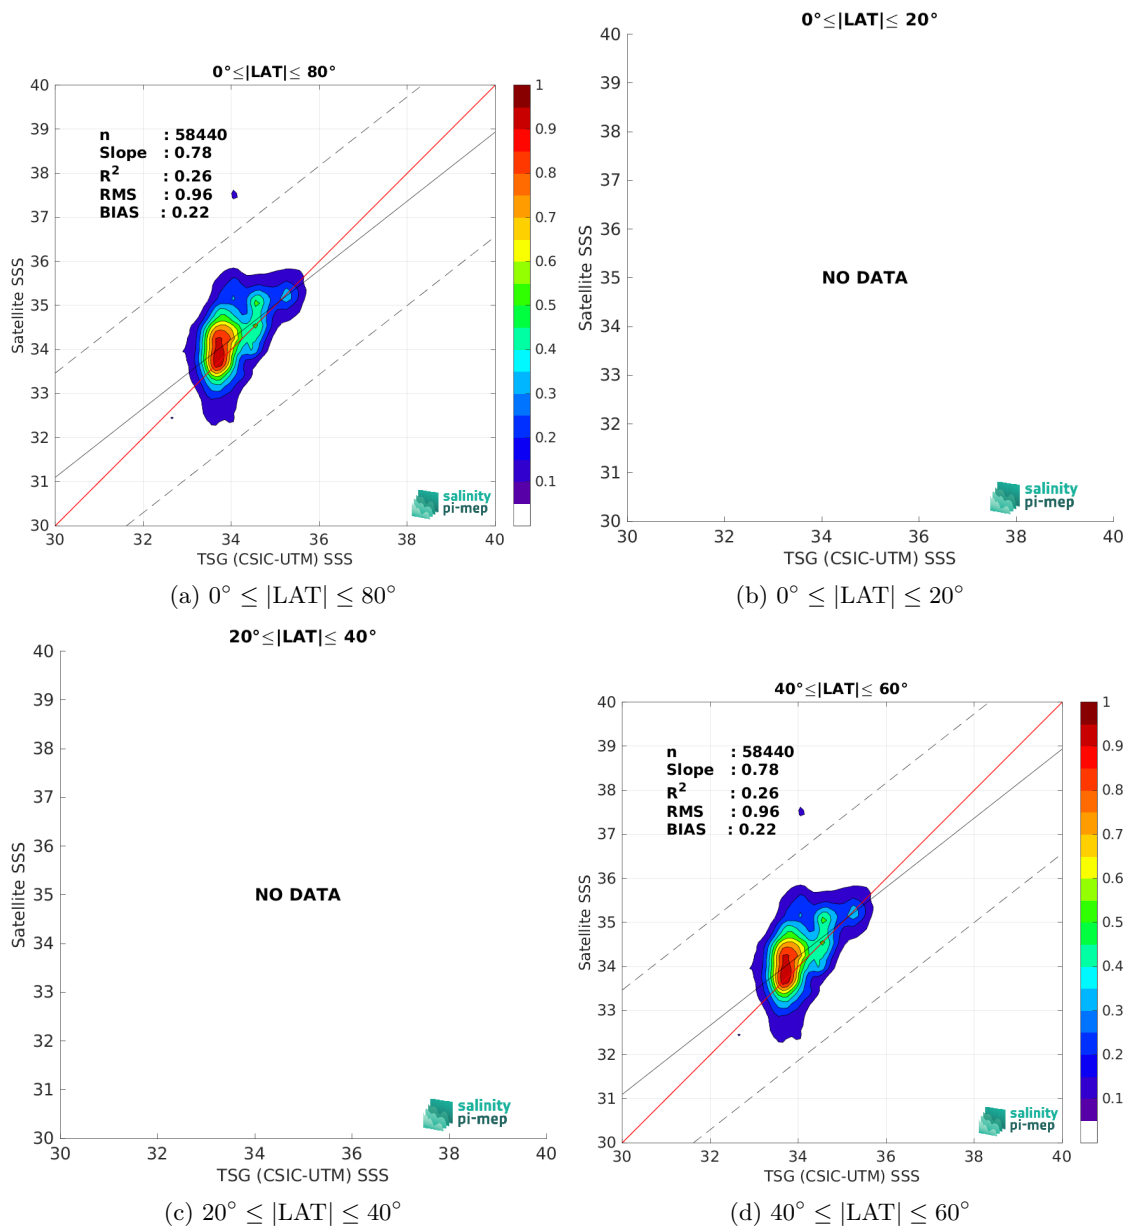 0°≤|LAT|≤ 80°
40
39
38
37
36
35
34
33
32
31
30
Satellite SSS
n : 58440
Slope : 0.78
R² : 0.26
RMS : 0.96
BIAS : 0.22
salinity
pi-mep
30 32 34 36 38 40
TSG (CSIC-UTM) SSS
1
0.9
0.8
0.7
0.6
0.5
0.4
0.3
0.2
0.1
(a) 0° ≤ |LAT| ≤ 80°
0°≤|LAT|≤ 20°
40
39
38
37
36
35
34
33
32
31
30
Satellite SSS
NO DATA
salinity
pi-mep
30 32 34 36 38 40
TSG (CSIC-UTM) SSS
(b) 0° ≤ |LAT| ≤ 20°
20°≤|LAT|≤ 40°
40
39
38
37
36
35
34
33
32
31
30
Satellite SSS
NO DATA
salinity
pi-mep
30 32 34 36 38 40
TSG (CSIC-UTM) SSS
(c) 20° ≤ |LAT| ≤ 40°
40°≤|LAT|≤ 60°
40
39
38
37
36
35
34
33
32
31
30
Satellite SSS
n : 58440
Slope : 0.78
R² : 0.26
RMS : 0.96
BIAS : 0.22
salinity
pi-mep
30 32 34 36 38 40
TSG (CSIC-UTM) SSS
1
0.9
0.8
0.7
0.6
0.5
0.4
0.3
0.2
0.1
(d) 40° ≤ |LAT| ≤ 60°